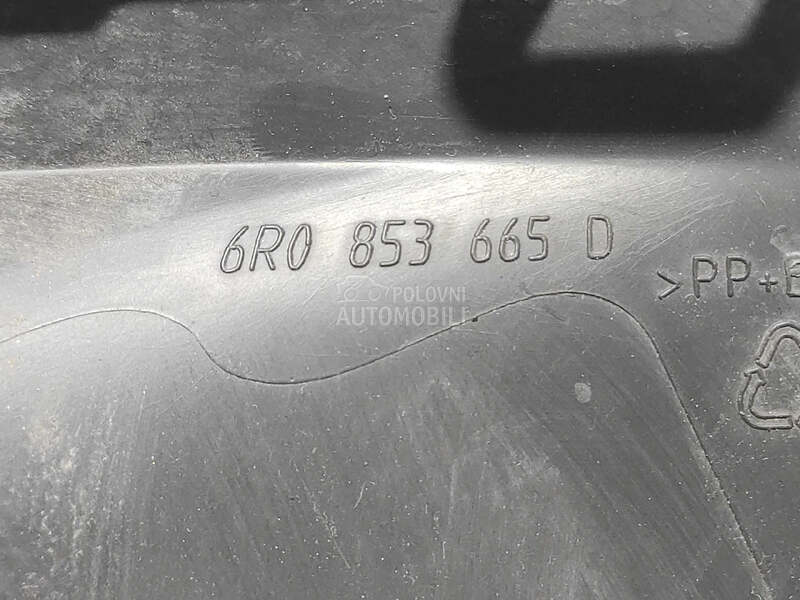 6R0 853 665 D
>PP+E
POLOVNI
AUTOMOBILI